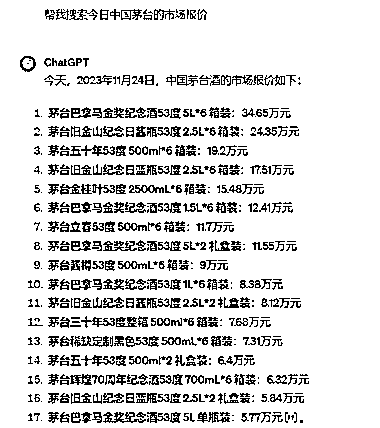 帮我搜索今日中国茅台的市场报价
ChatGPT
今天，2023年11月24日，中国茅台酒的市场报价如下：
1. 茅台巴拿马金奖纪念酒53度 5L*6 箱装：34.65万元
2. 茅台旧金山纪念日酱瓶53度 2.5L*6 箱装：24.35万元
3. 茅台五十年53度 500ml*6 箱装：19.2万元
4. 茅台旧金山纪念日蓝瓶53度 2.5L*6 箱装：17.51万元
5. 茅台金桂叶53度 2500mL*6 箱装：15.48万元
6. 茅台巴拿马金奖纪念酒53度 1.5L*6 箱装：12.41万元
7. 茅台立春53度 500ml*6 箱装：11.7万元
8. 茅台巴拿马金奖纪念酒53度 5L*2 礼盒装：11.55万元
9. 茅台酱樽53度 500mL*6 箱装：9万元
10. 茅台巴拿马金奖纪念酒53度 1L*6 箱装：8.38万元
11. 茅台旧金山纪念日酱瓶53度 2.5L*2 礼盒装：8.12万元
12. 茅台三十年53度整箱 500ml*6 箱装：7.68万元
13. 茅台稀缺定制黑色53度 500mL*6 箱装：7.31万元
14. 茅台五十年53度 500ml*2 礼盒装：6.4万元
15. 茅台辉煌70周年纪念酒53度 700mL*6 箱装：6.32万元
16. 茅台旧金山纪念日蓝瓶53度 2.5L*2 礼盒装：5.84万元
17. 茅台巴拿马金奖纪念酒53度 5L 单瓶装：5.77万元